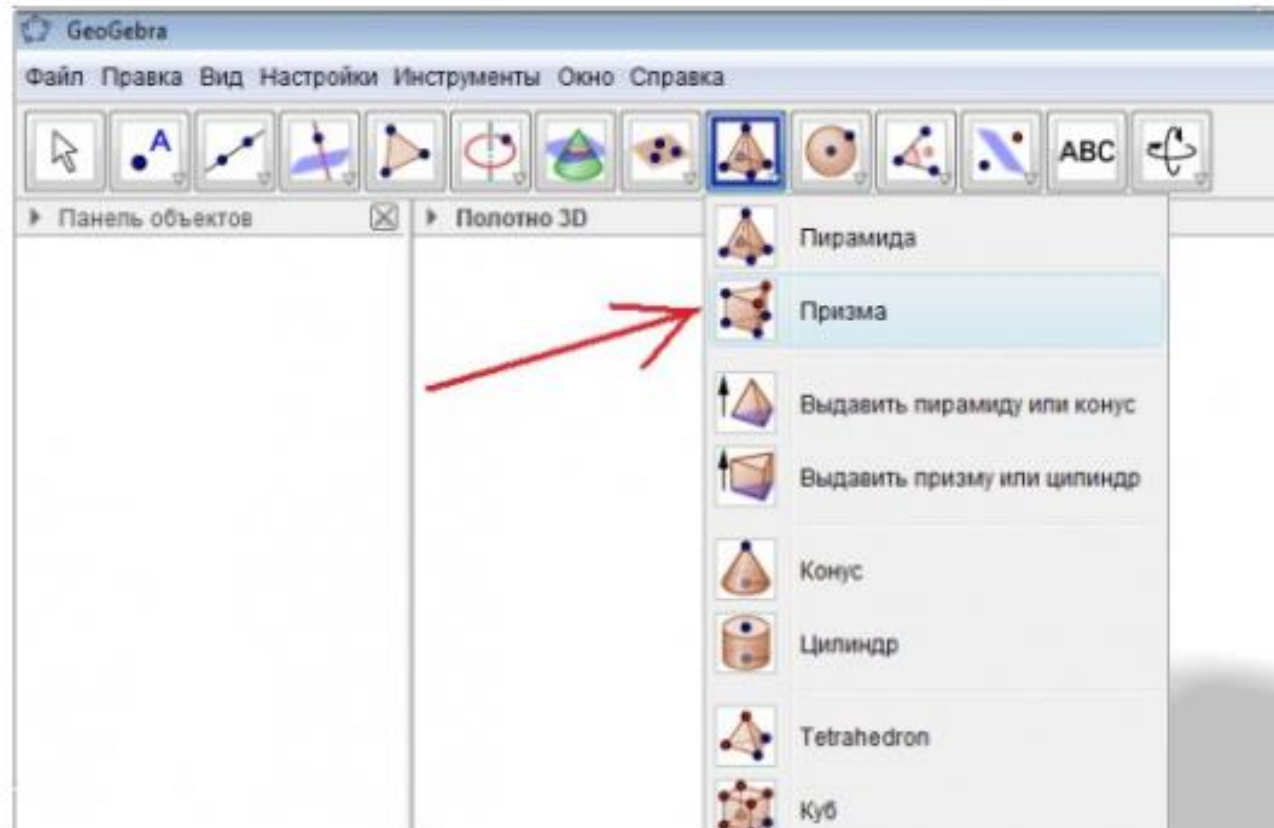 GeoGebra
Файл Правка Вид Настройки Инструменты Окно Справка
A
ABC
Панель объектов
Полотно 3D
Пирамида
Призма
Выдавить пирамиду или конус
Выдавить призму или цилиндр
Конус
Цилиндр
Tetrahedron
Куб